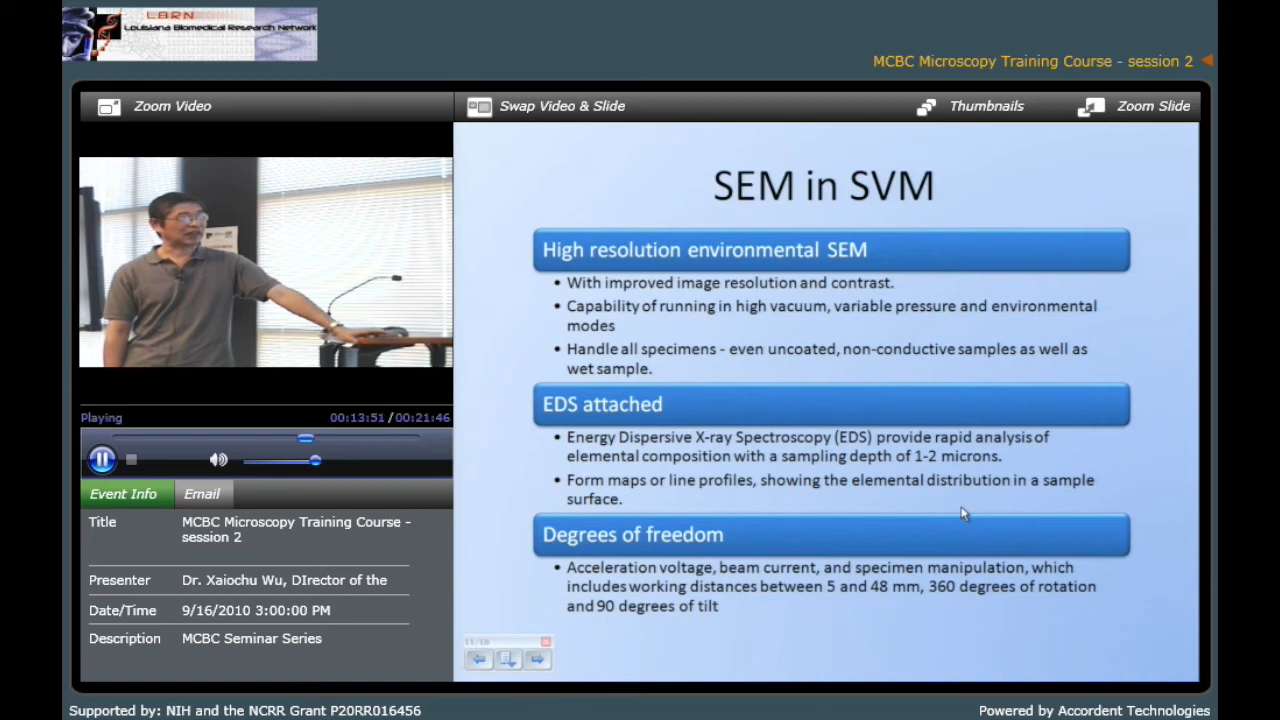 LBRN
Louisiana Biomedical Research Network
MCBC Microscopy Training Course - session 2
Zoom Video
Swap Video & Slide
Thumbnails
Zoom Slide
SEM in SVM
High resolution environmental SEM
• With improved image resolution and contrast.
• Capability of running in high vacuum, variable pressure and environmental
modes
• Handle all specimens - even uncoated, non-conductive samples as well as
wet sample.
EDS attached
• Energy Dispersive X-ray Spectroscopy (EDS) provide rapid analysis of
elemental composition with a sampling depth of 1-2 microns.
• Form maps or line profiles, showing the elemental distribution in a sample
surface.
Degrees of freedom
• Acceleration voltage, beam current, and specimen manipulation, which
includes working distances between 5 and 48 mm, 360 degrees of rotation
and 90 degrees of tilt
Playing
00:13:51 / 00:21:46
Event Info
Email
Title
MCBC Microscopy Training Course -
session 2
Presenter
Dr. Xaiochu Wu, DIrector of the
Date/Time
9/16/2010 3:00:00 PM
Description
MCBC Seminar Series
Supported by: NIH and the NCRR Grant P20RR016456
Powered by Accordent Technologies